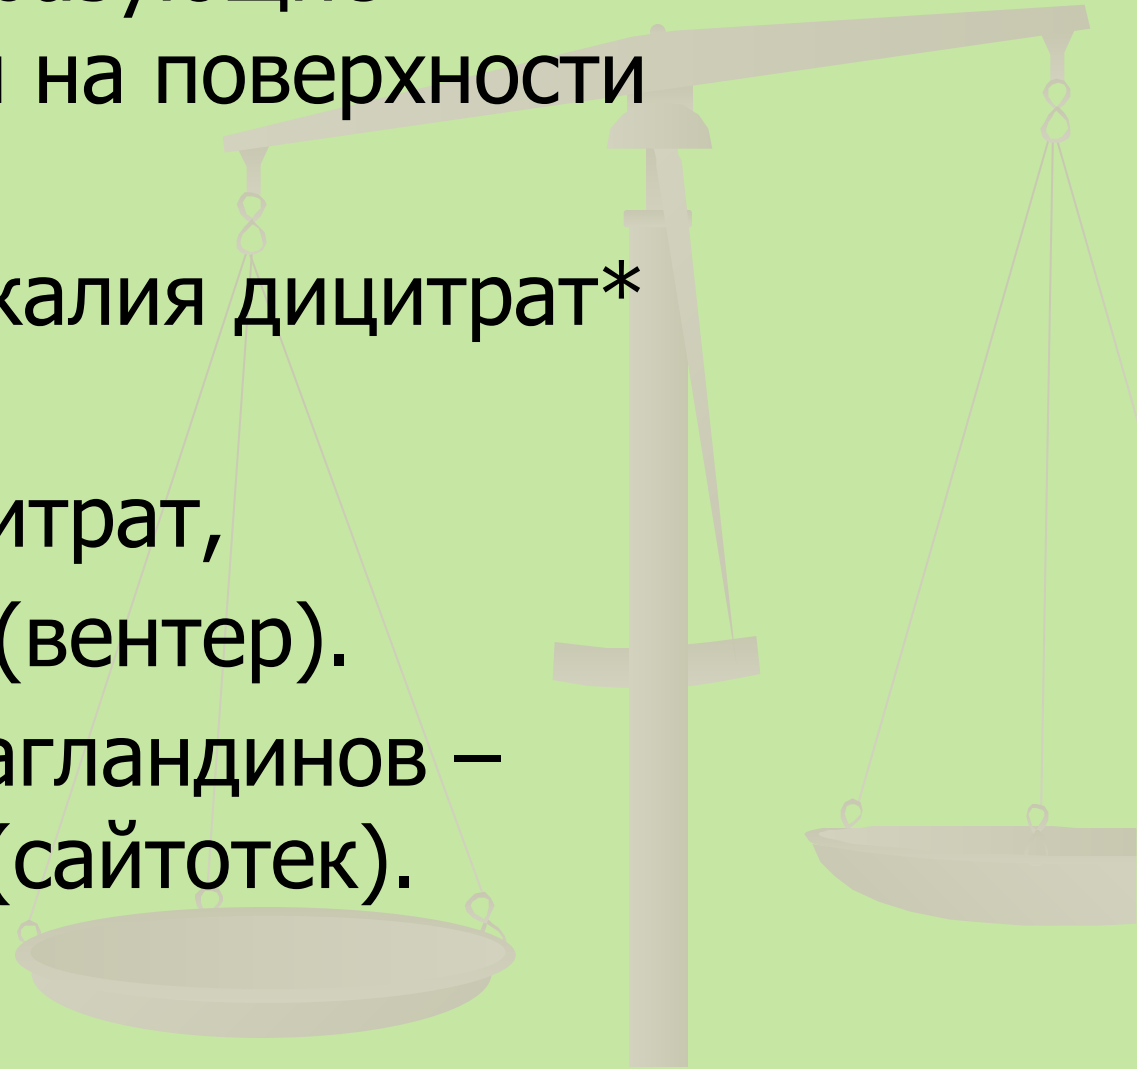 на поверхности
калия дицитрат*
итрат,
(вентер).
агландинов –
(сайтотек).